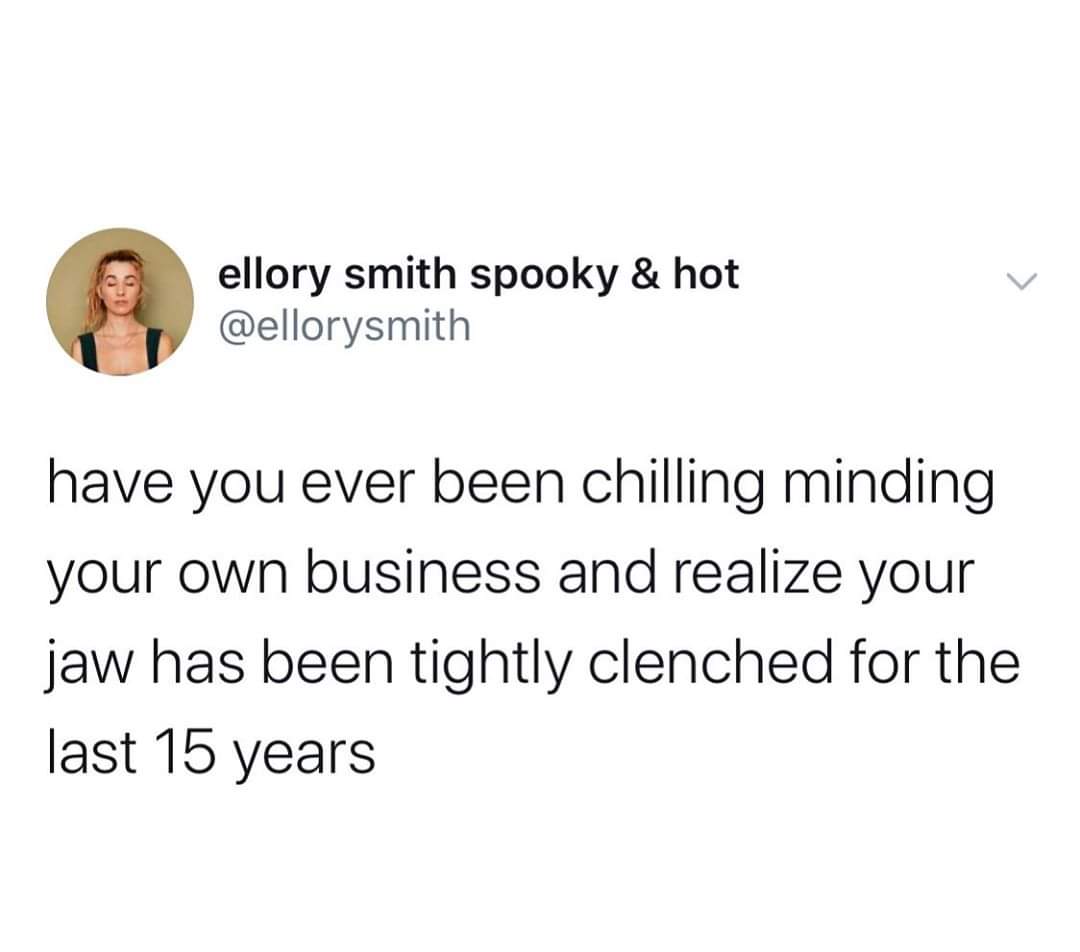 ellory smith spooky & hot
@ellorysmith
have you ever been chilling minding
your own business and realize your
jaw has been tightly clenched for the
last 15 years